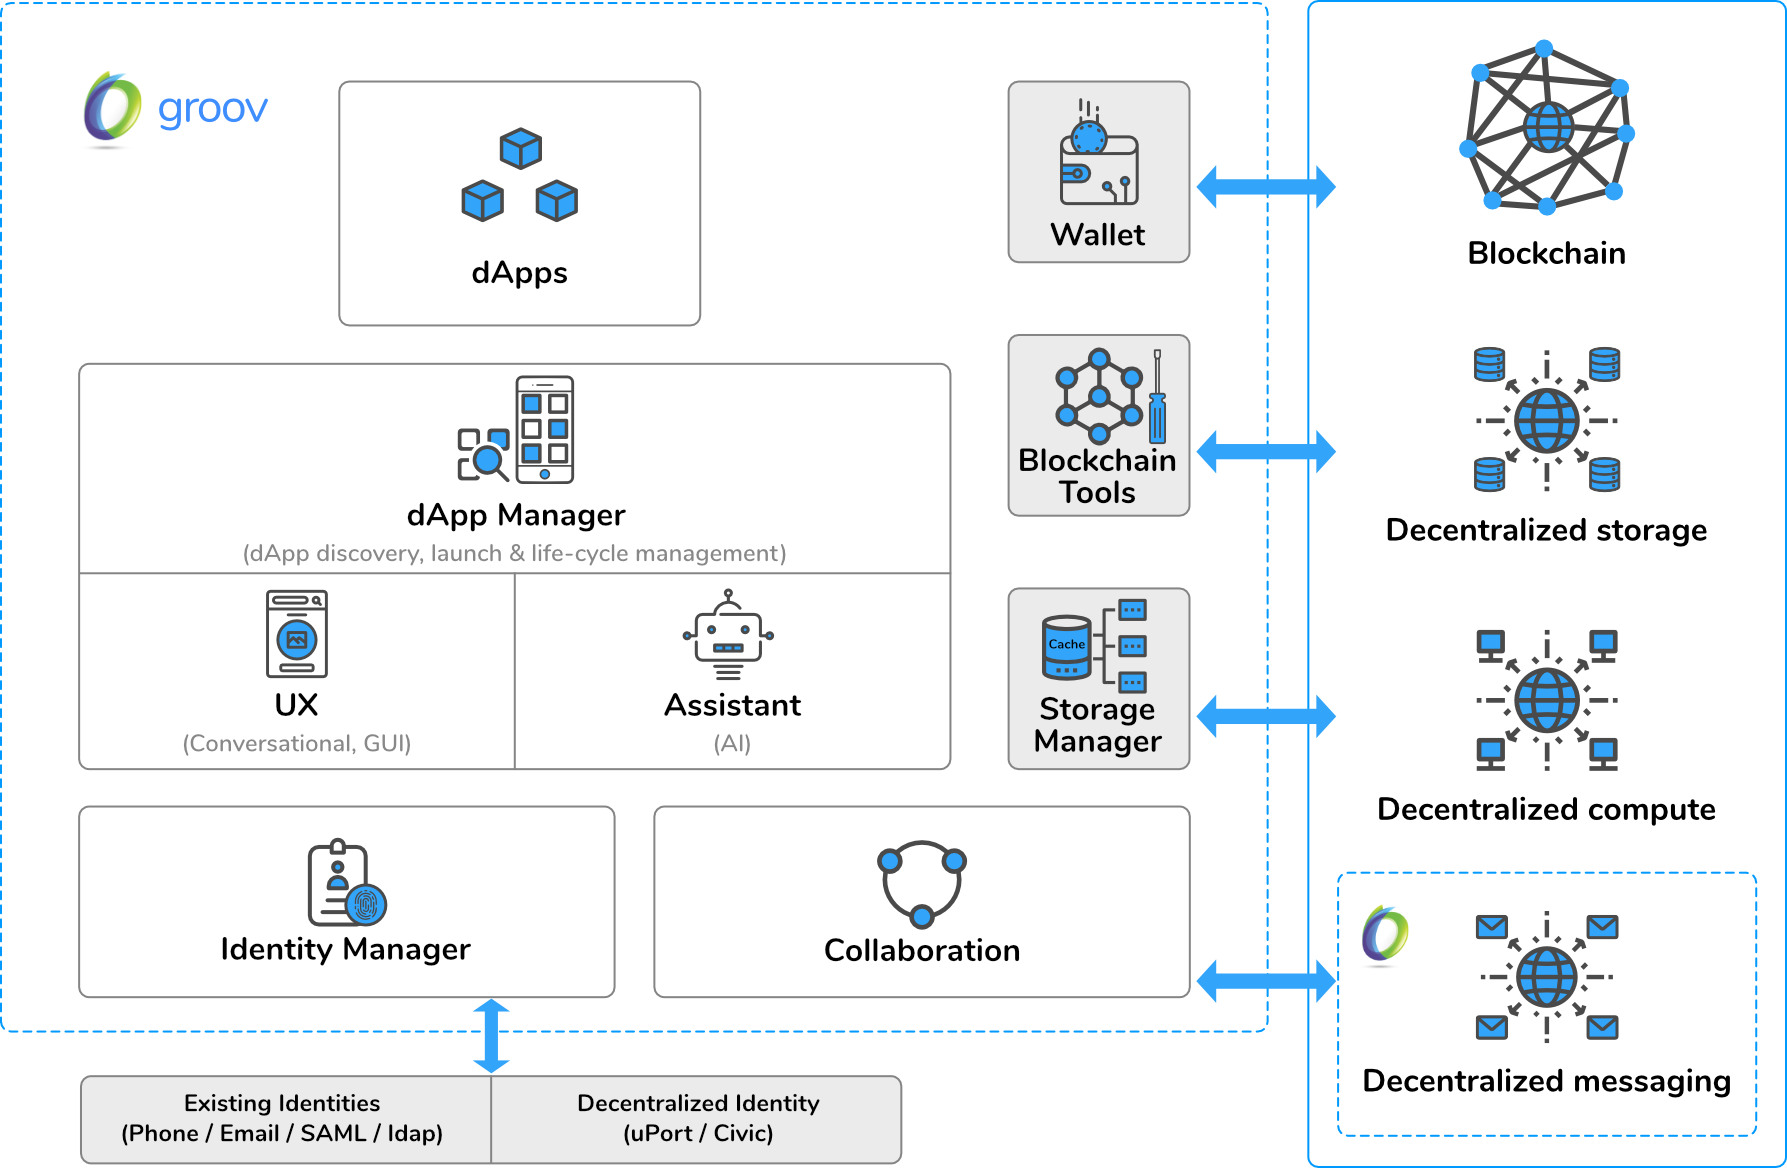 groov
dApps
Wallet
Blockchain
Blockchain
Tools
Decentralized storage
dApp Manager
(dApp discovery, launch & life-cycle management)
UX
(Conversational, GUI)
Assistant
(AI)
Cache
Storage
Manager
Decentralized compute
Identity Manager
Collaboration
Decentralized messaging
Existing Identities
(Phone / Email / SAML / Idap)
Decentralized Identity
(uPort / Civic)